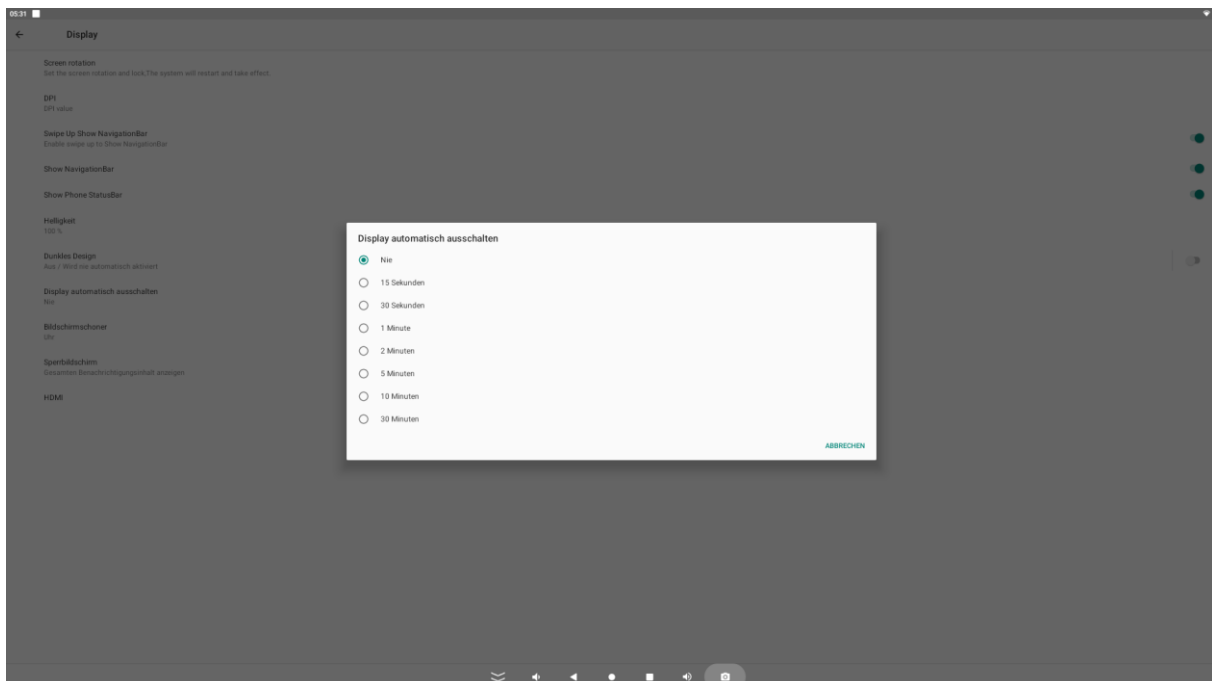 05:31
Display
Screen rotation
Set the screen rotation and lock,The system will restart and take effect.
DPI
DPI value
Swipe Up Show NavigationBar
Enable swipe up to Show NavigationBar
Show NavigationBar
Show Phone StatusBar
Helligkeit
100 %
Dunkles Design
Aus / Wird nie automatisch aktiviert
Display automatisch ausschalten
Nie
Bildschirmschoner
Uhr
Sperrbildschirm
Gesamten Benachrichtigungsinhalt anzeigen
HDMI
Display automatisch ausschalten
Nie
15 Sekunden
30 Sekunden
1 Minute
2 Minuten
5 Minuten
10 Minuten
30 Minuten
ABBRECHEN